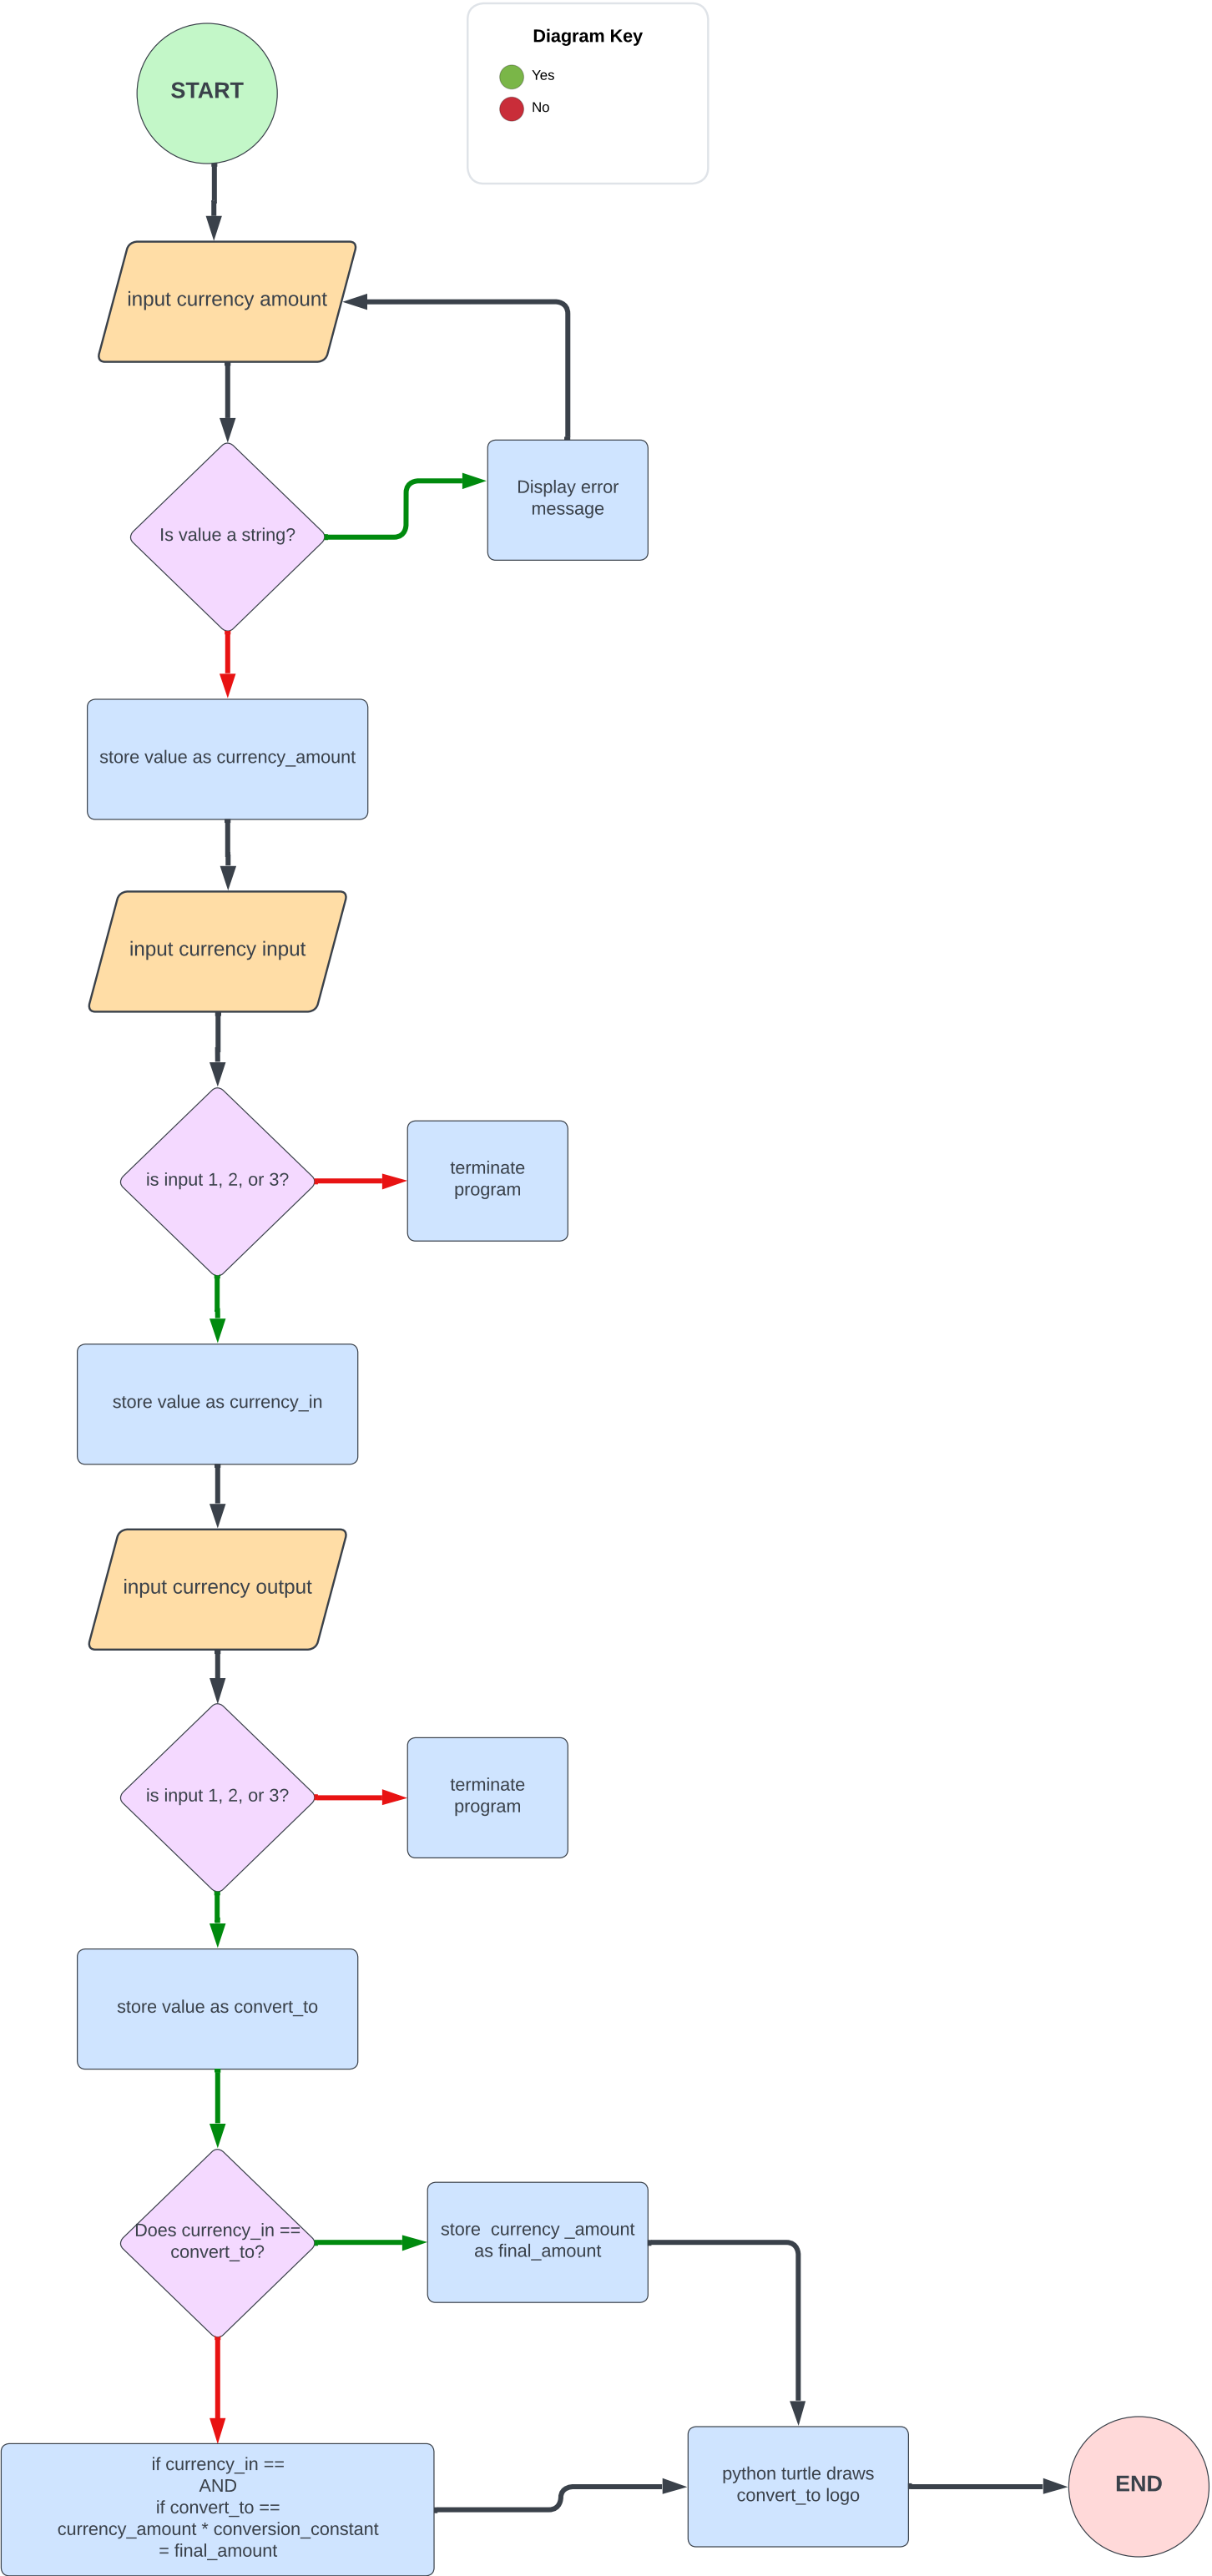 START
Diagram Key
Yes
No
input currency amount
Is value a string?
Display error
message
store value as currency_amount
input currency input
is input 1, 2, or 3?
terminate
program
store value as currency_in
input currency output
is input 1, 2, or 3?
terminate
program
store value as convert_to
Does currency_in ==
convert_to?
store  currency _amount
as final_amount
if currency_in ==
AND
if convert_to ==
currency_amount * conversion_constant
= final_amount
python turtle draws
convert_to logo
END